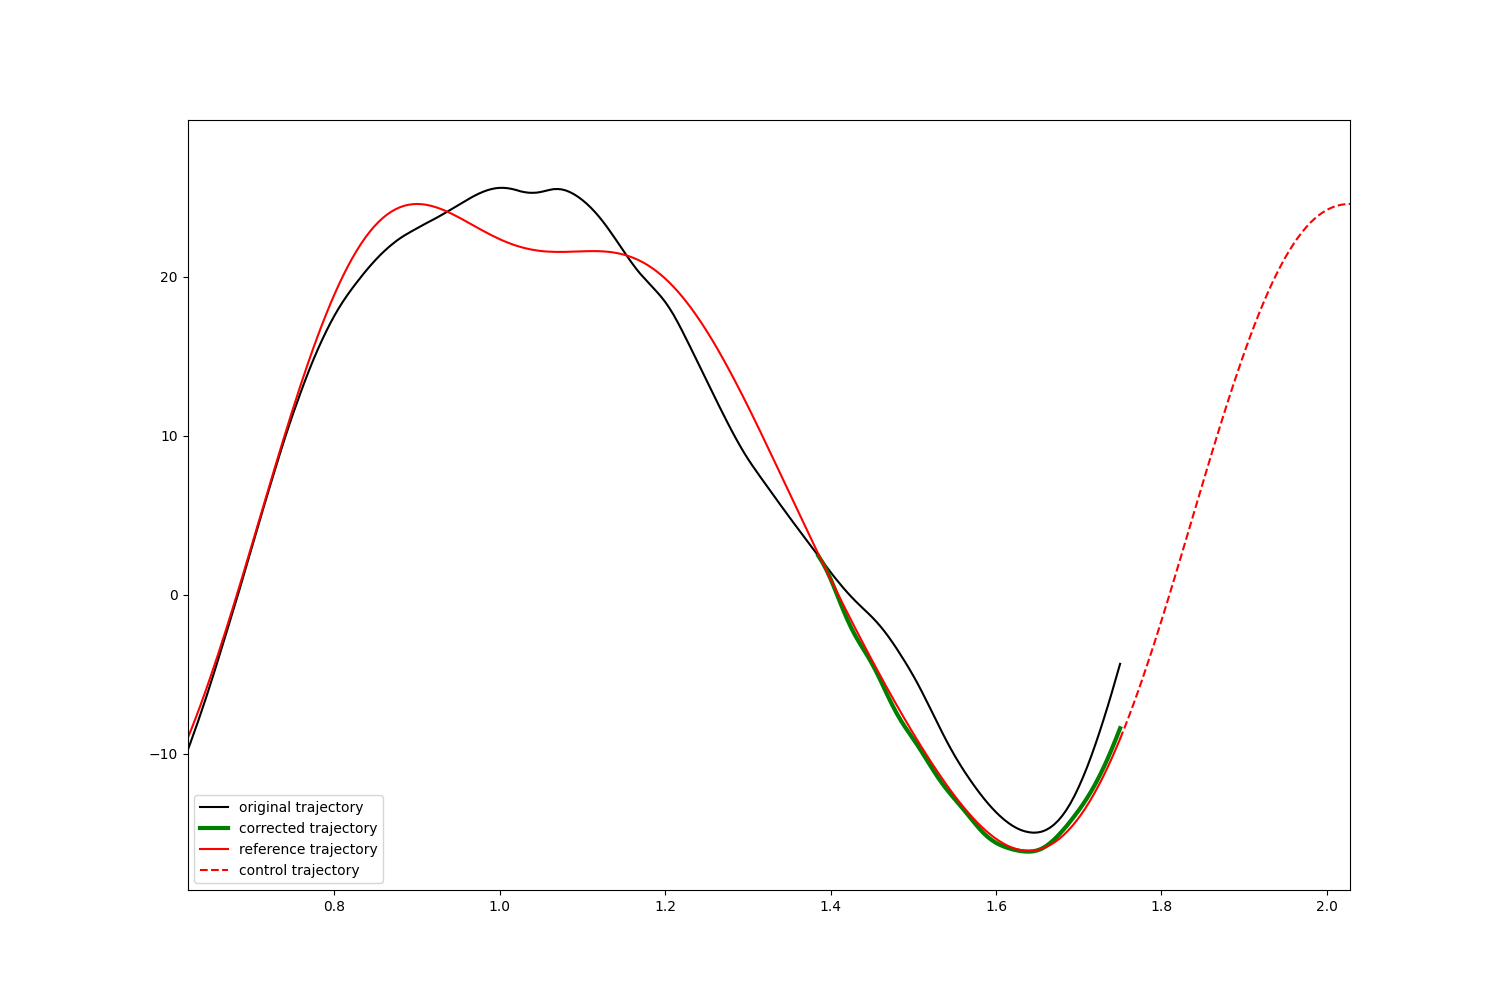 20
10
0
−10
original trajectory
corrected trajectory
reference trajectory
control trajectory
0.8 1.0 1.2 1.4 1.6 1.8 2.0